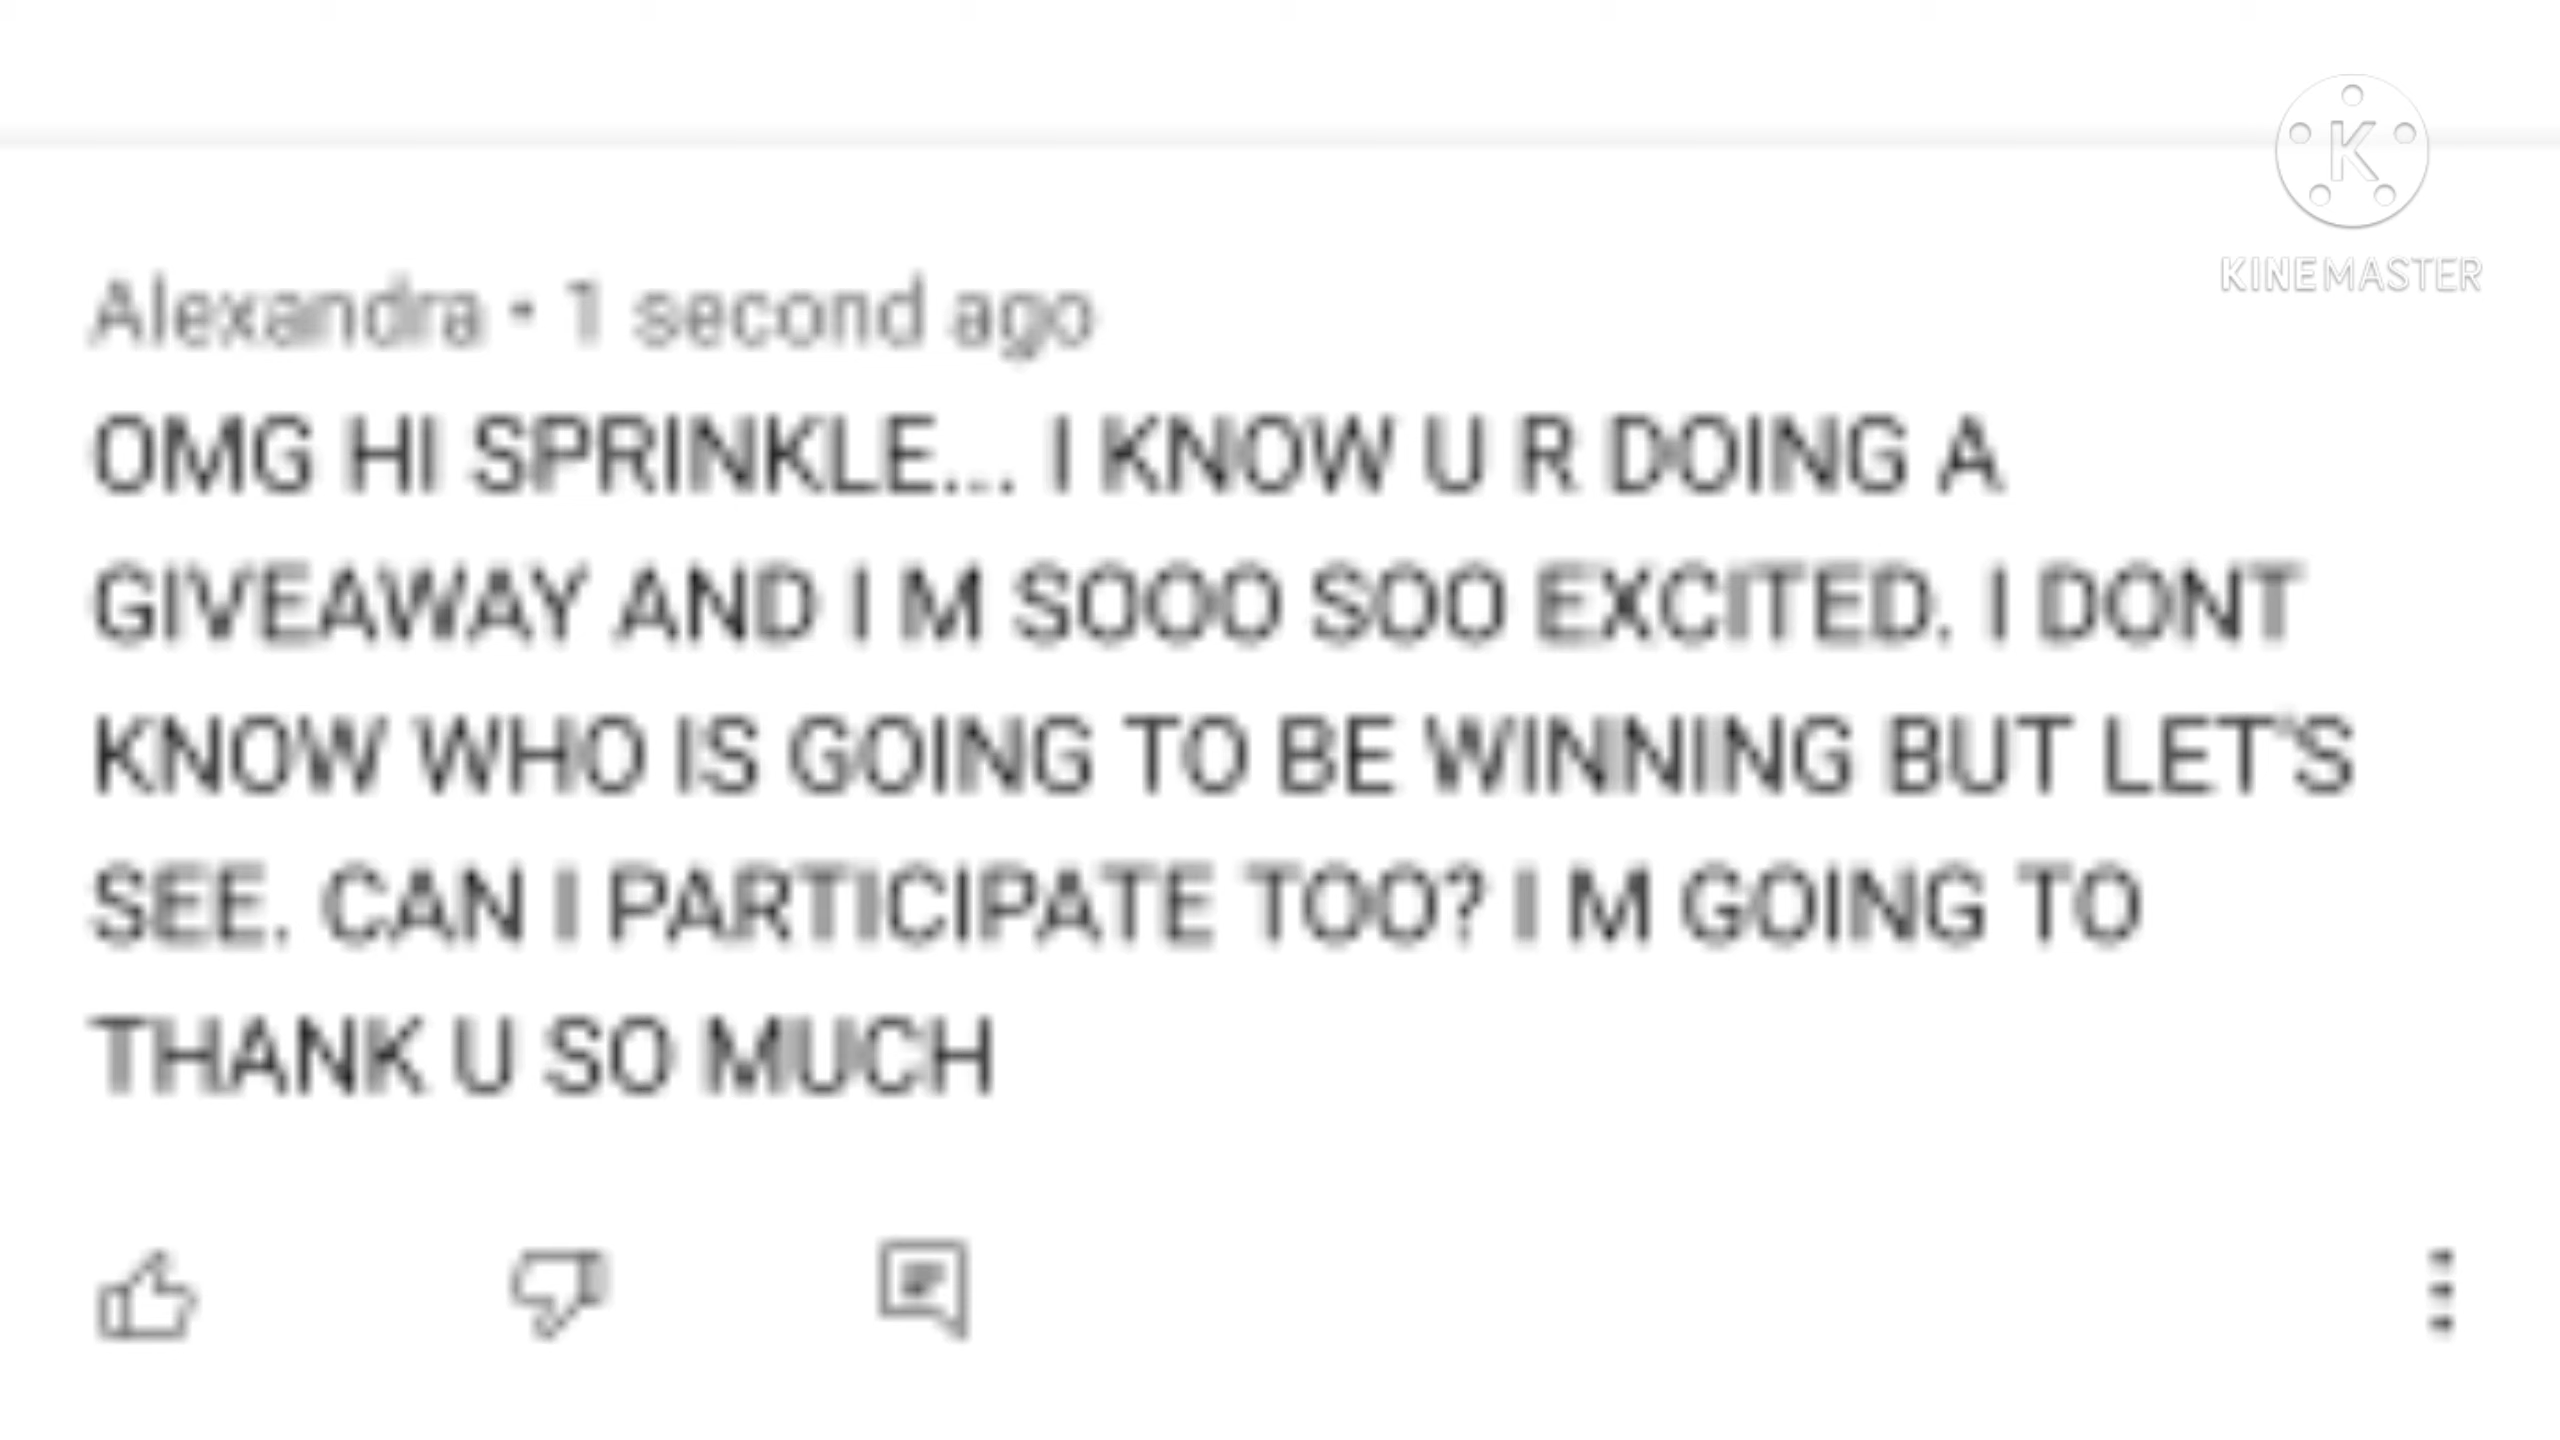 KINEMASTER
Alexandra • 1 second ago
OMG HI SPRINKLE... I KNOW U R DOING A
GIVEAWAY AND I M SOOO SOO EXCITED. I DONT
KNOW WHO IS GOING TO BE WINNING BUT LET'S
SEE. CAN I PARTICIPATE TOO? I M GOING TO
THANK U SO MUCH